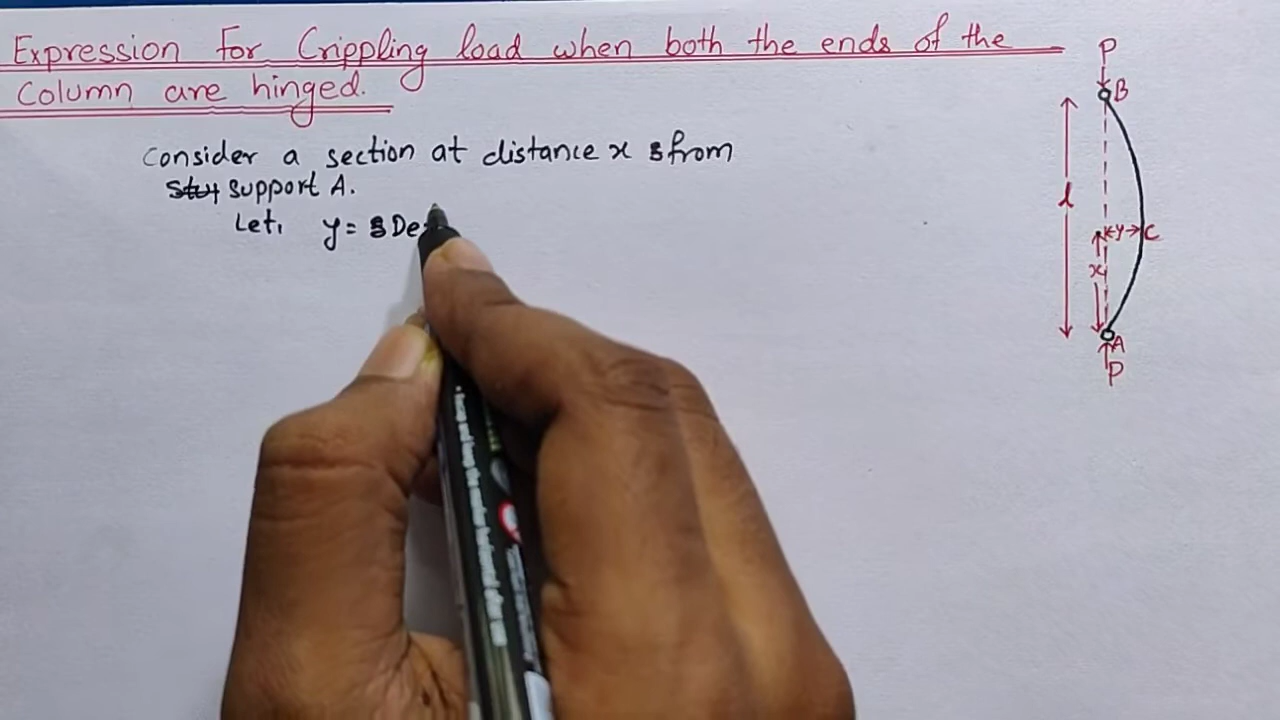 Expression for Crippling load when both the ends of the
Column are hinged.
Consider a section at distance x from
support A.
Let, y = De
P
B
l
y
C
x
A
P